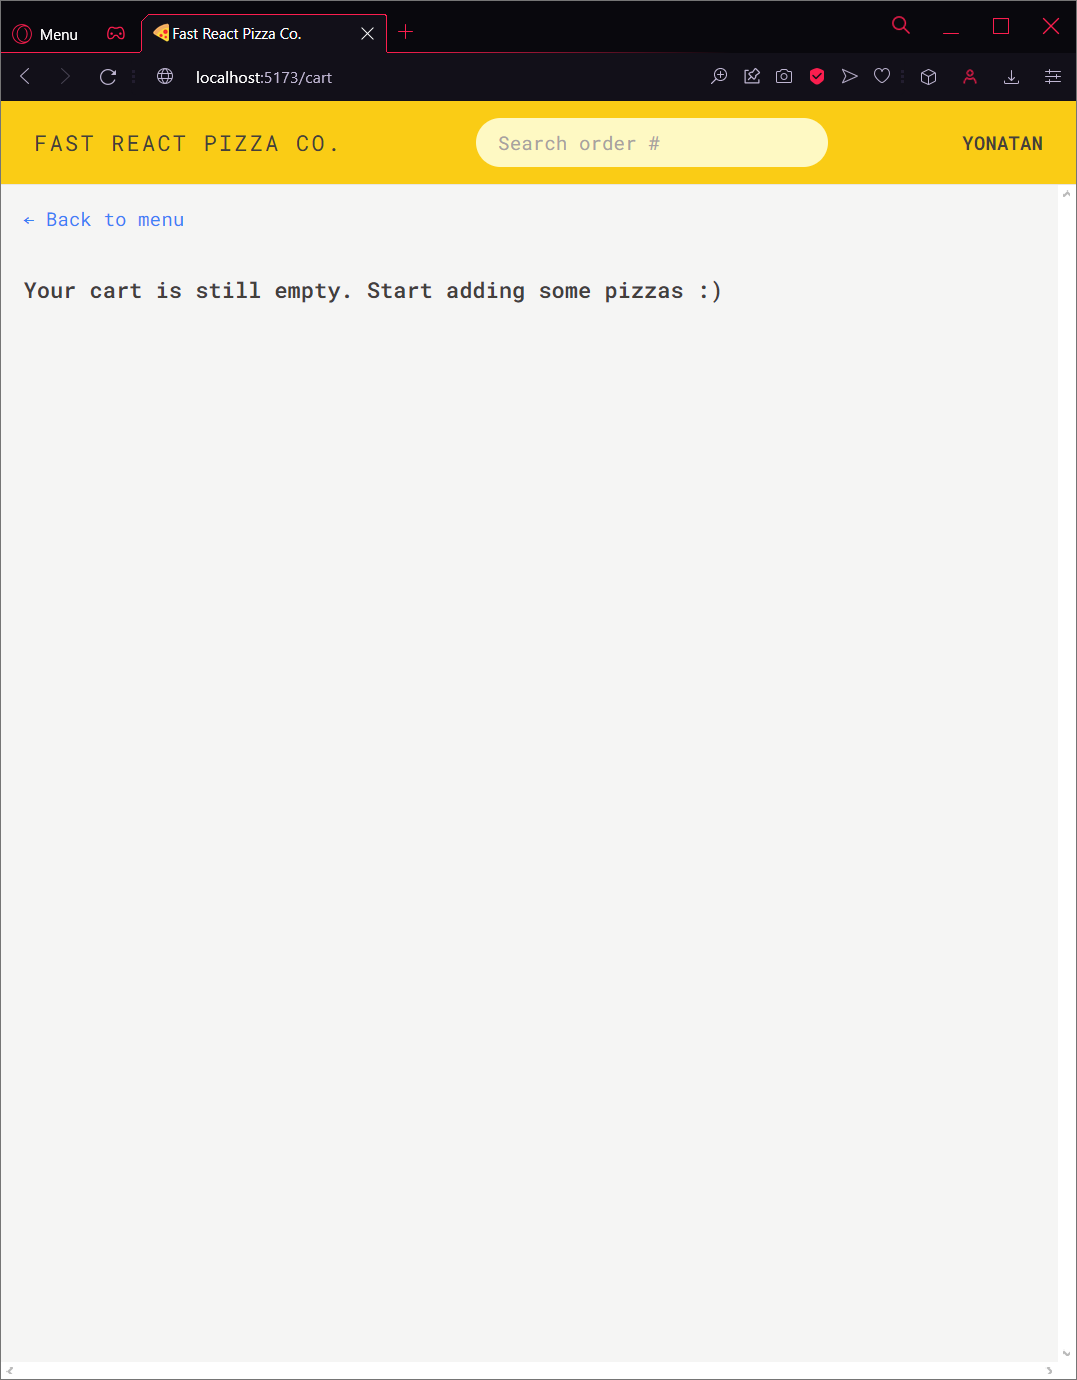 Menu
Fast React Pizza Co.
localhost:5173/cart
FAST REACT PIZZA CO.
Search order #
YONATAN
← Back to menu
Your cart is still empty. Start adding some pizzas :)